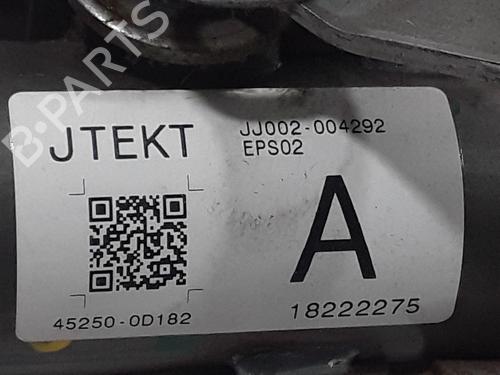 B-PARTS
JTEKT
JJ002-004292
EPS02
A
45250-0D182
18222275